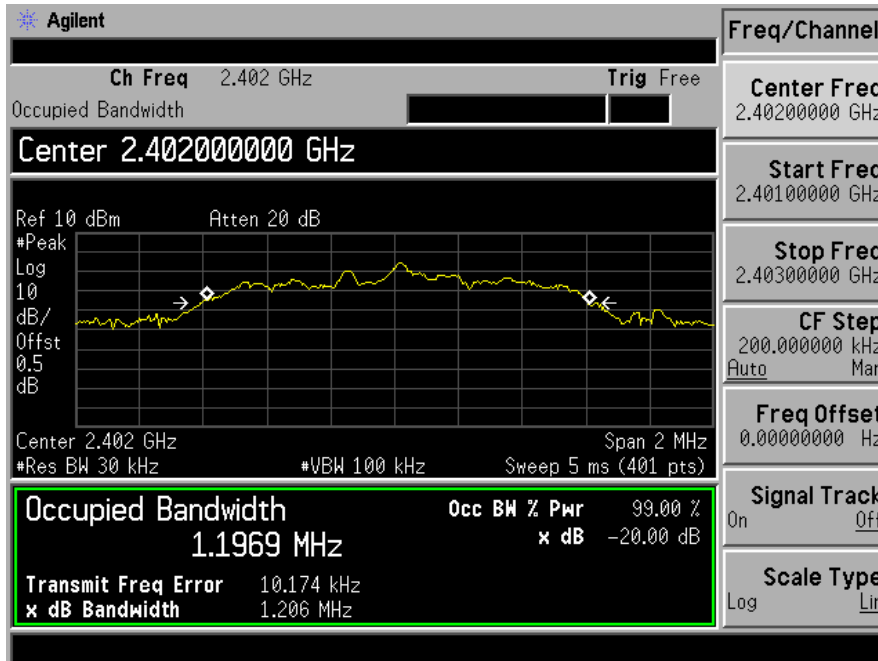 Agilent
Ch Freq 2.402 GHz Trig Free
Occupied Bandwidth
Center 2.402000000 GHz
Ref 10 dBm Atten 20 dB
#Peak
Log
10
dB/
Offst
0.5
dB
Center 2.402 GHz Span 2 MHz
#Res BW 30 kHz #VBW 100 kHz Sweep 5 ms (401 pts)
Occupied Bandwidth
1.1969 MHz
Occ BW % Pwr 99.00 %
x dB -20.00 dB
Transmit Freq Error 10.174 kHz
x dB Bandwidth 1.206 MHz
Freq/Channel
Center Freq
2.40200000 GHz
Start Freq
2.40100000 GHz
Stop Freq
2.40300000 GHz
CF Step
200.000000 kHz
Auto Man
Freq Offset
0.00000000 Hz
Signal Track
On Off
Scale Type
Log Lin